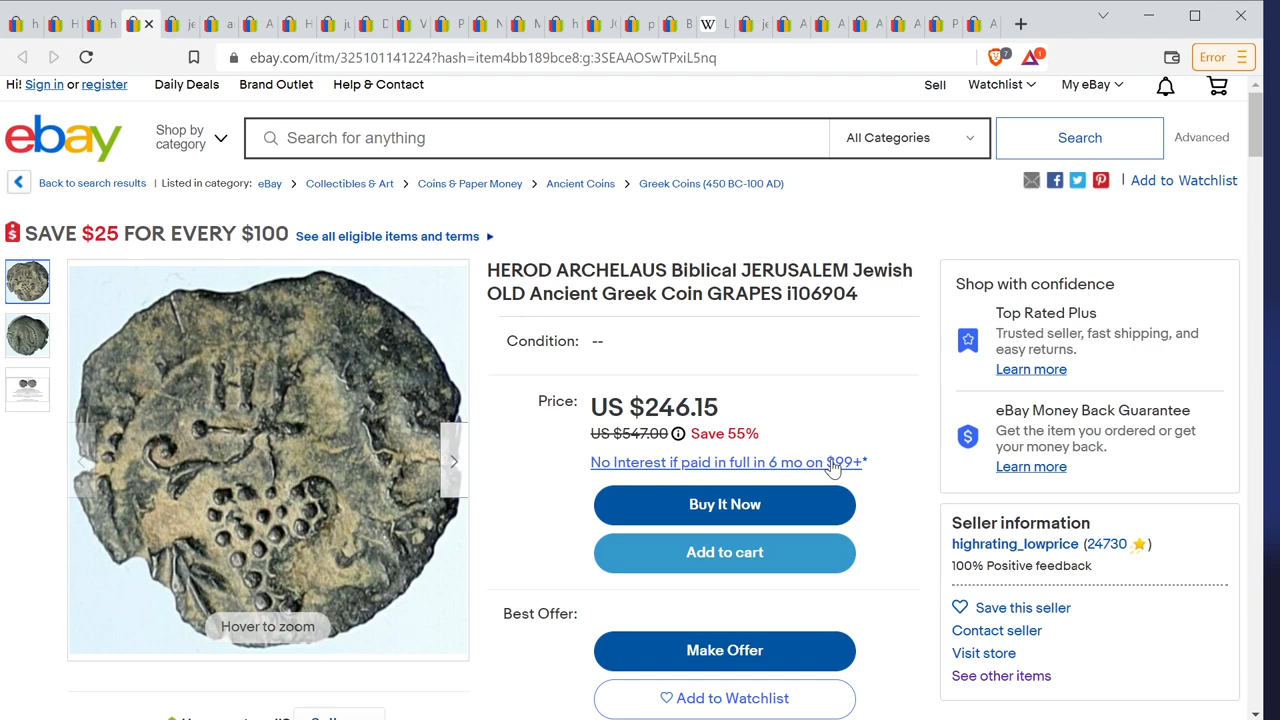 h H h je a A H ju D V P N M h JO p B W L je A A A A P A
ebay.com/itm/325101141224?hash=item4bb189bce8:g:3SEAAOSwTPxiL5nq
7 1 Error
Hi! Sign in or register Daily Deals Brand Outlet Help & Contact Sell Watchlist My eBay
ebay Shop by category Search for anything All Categories Search Advanced
Back to search results | Listed in category: eBay Collectibles & Art Coins & Paper Money Ancient Coins Greek Coins (450 BC-100 AD) | Add to Watchlist
SAVE $25 FOR EVERY $100 See all eligible items and terms
HEROD ARCHELAUS Biblical JERUSALEM Jewish
OLD Ancient Greek Coin GRAPES i106904
Condition: --
Price: US $246.15
US $547.00 Save 55%
No Interest if paid in full in 6 mo on $99+*
Buy It Now
Add to cart
Best Offer:
Make Offer
Add to Watchlist
Hover to zoom
Shop with confidence
Top Rated Plus
Trusted seller, fast shipping, and
easy returns.
Learn more
eBay Money Back Guarantee
Get the item you ordered or get
your money back.
Learn more
Seller information
highrating_lowprice (24730)
100% Positive feedback
Save this seller
Contact seller
Visit store
See other items